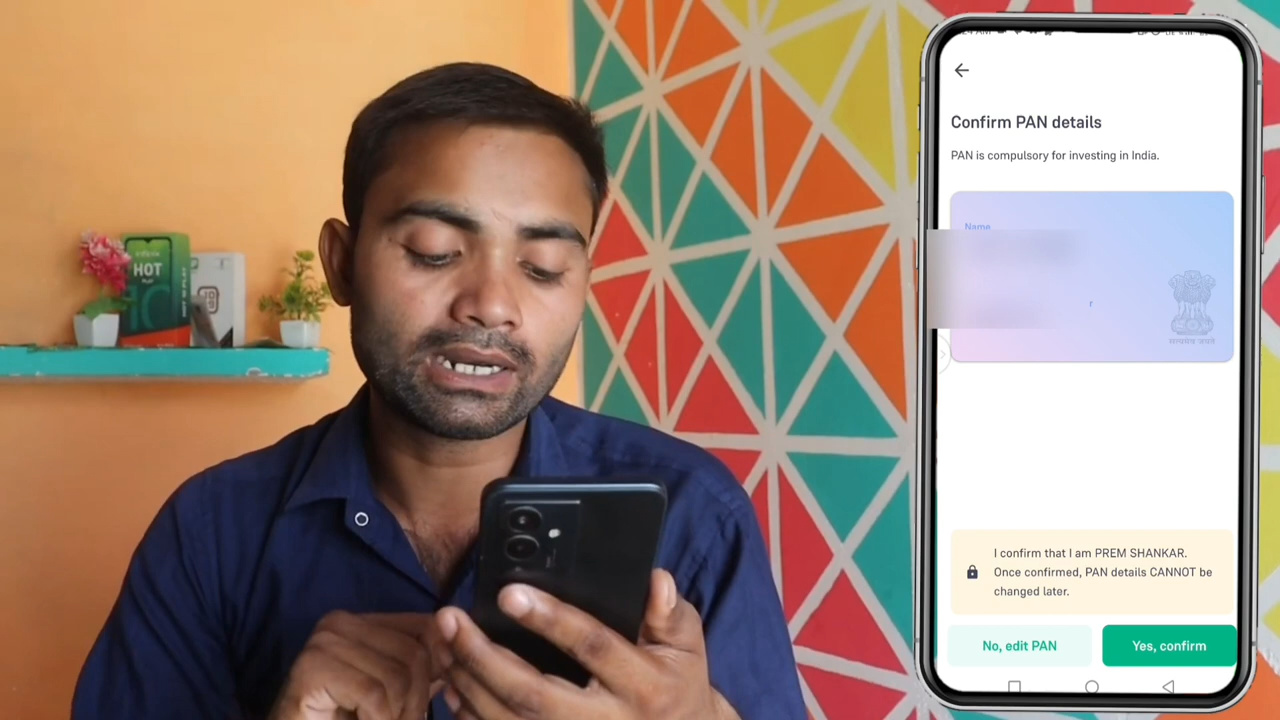 HOT
Confirm PAN details
PAN is compulsory for investing in India.
Name
r
I confirm that I am PREM SHANKAR.
Once confirmed, PAN details CANNOT be
changed later.
No, edit PAN
Yes, confirm